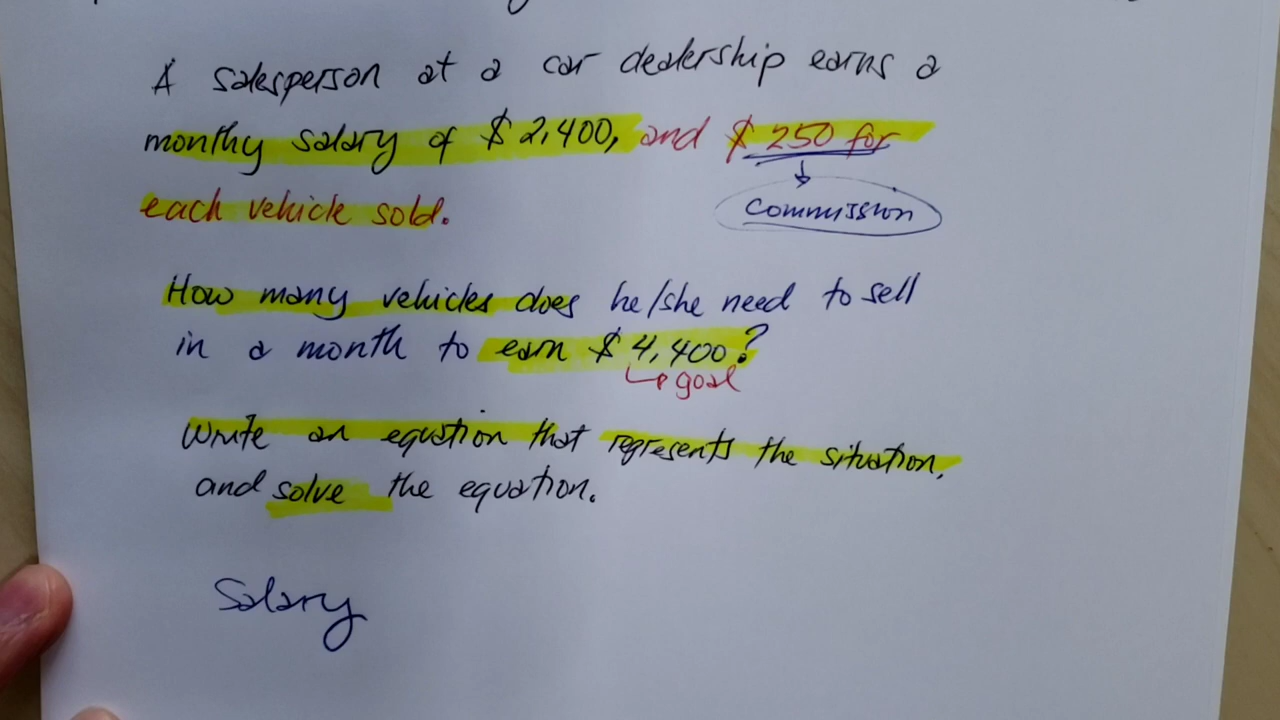 A salesperson at a car dealership earns a
monthy salary of $2,400, and $250 for
each vehicle sold.
commission
How many vehicles does he/she need to sell
in a month to earn $4,400?
goal
Write an equation that represents the situation,
and solve the equation.
Salary